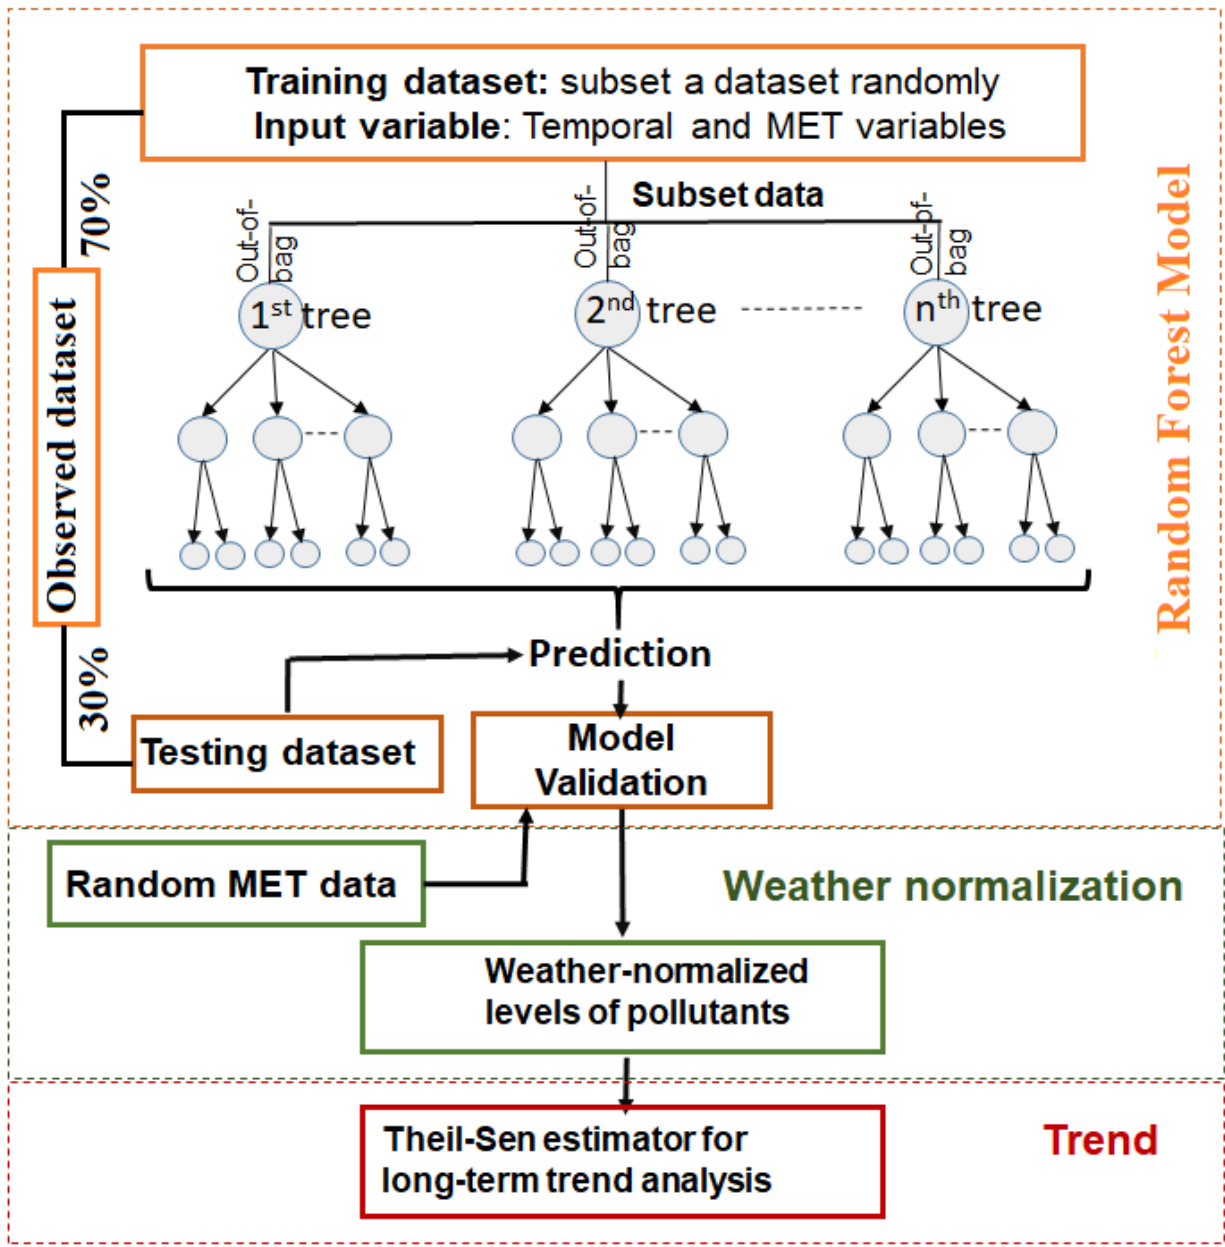 Training dataset: subset a dataset randomly
Input variable: Temporal and MET variables
70%
Subset data
Out-of-
bag
Out-of-
bag
Out-of-
bag
1st tree
2nd tree
nth tree
Observed dataset
Random Forest Model
30%
Prediction
Testing dataset
Model
Validation
Random MET data
Weather normalization
Weather-normalized
levels of pollutants
Trend
Theil-Sen estimator for
long-term trend analysis